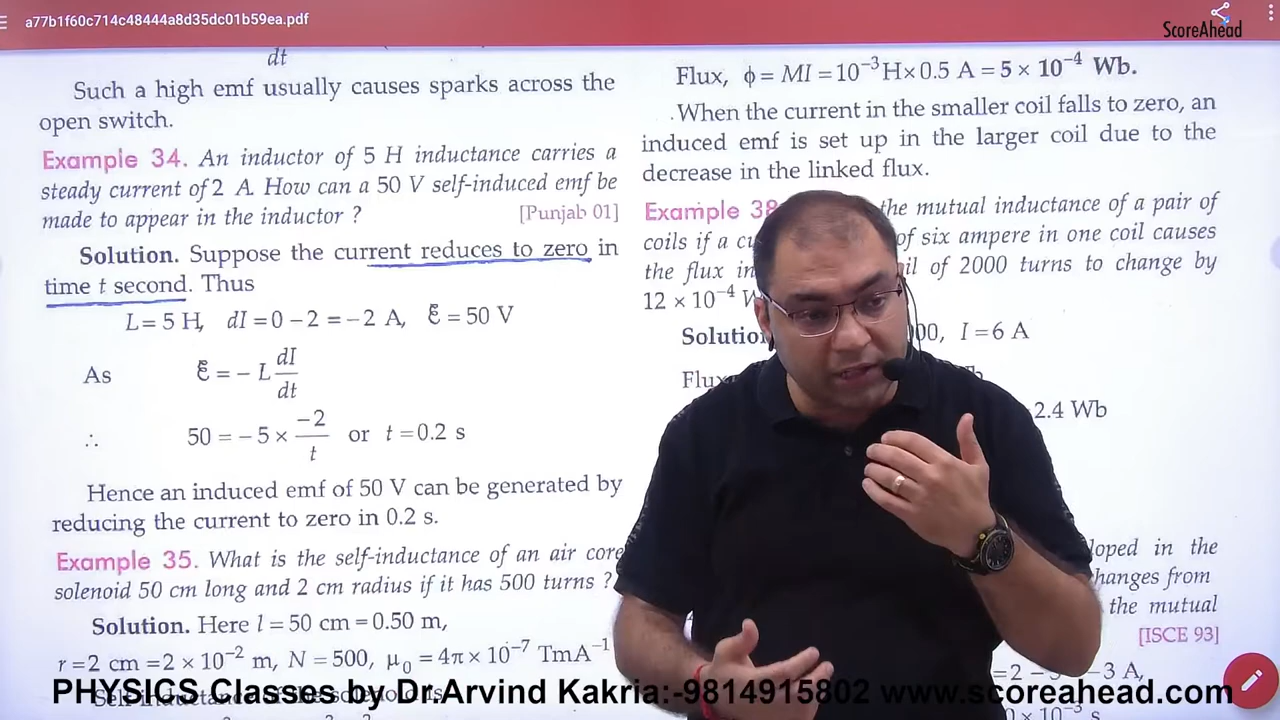 a77b1f60c714c48444a8d35dc01b59ea.pdf
ScoreAhead
dt
Such a high emf usually causes sparks across the
open switch.
Example 34. An inductor of 5 H inductance carries a
steady current of 2 A. How can a 50 V self-induced emf be
made to appear in the inductor ?
[Punjab 01]
Solution. Suppose the current reduces to zero in
time t second. Thus
L = 5 H, dI = 0 – 2 = – 2 A, ℰ = 50 V
As ℰ = – L dI/dt
∴ 50 = – 5 × –2/t or t = 0.2 s
Hence an induced emf of 50 V can be generated by
reducing the current to zero in 0.2 s.
Example 35. What is the self-inductance of an air core
solenoid 50 cm long and 2 cm radius if it has 500 turns ?
Solution. Here l = 50 cm = 0.50 m,
r = 2 cm = 2 × 10⁻² m, N = 500, μ₀ = 4π × 10⁻⁷ TmA⁻¹
Flux, ϕ = MI = 10⁻³ H × 0.5 A = 5 × 10⁻⁴ Wb.
When the current in the smaller coil falls to zero, an
induced emf is set up in the larger coil due to the
decrease in the linked flux.
Example 38 the mutual inductance of a pair of
coils if a of six ampere in one coil causes
the flux in of 2000 turns to change by
12 × 10⁻⁴
Solution I = 6 A
Flux
2.4 Wb
in the
changes from
the mutual
[ISCE 93]
PHYSICS Classes by Dr.Arvind Kakria:-9814915802 www.scoreahead.com